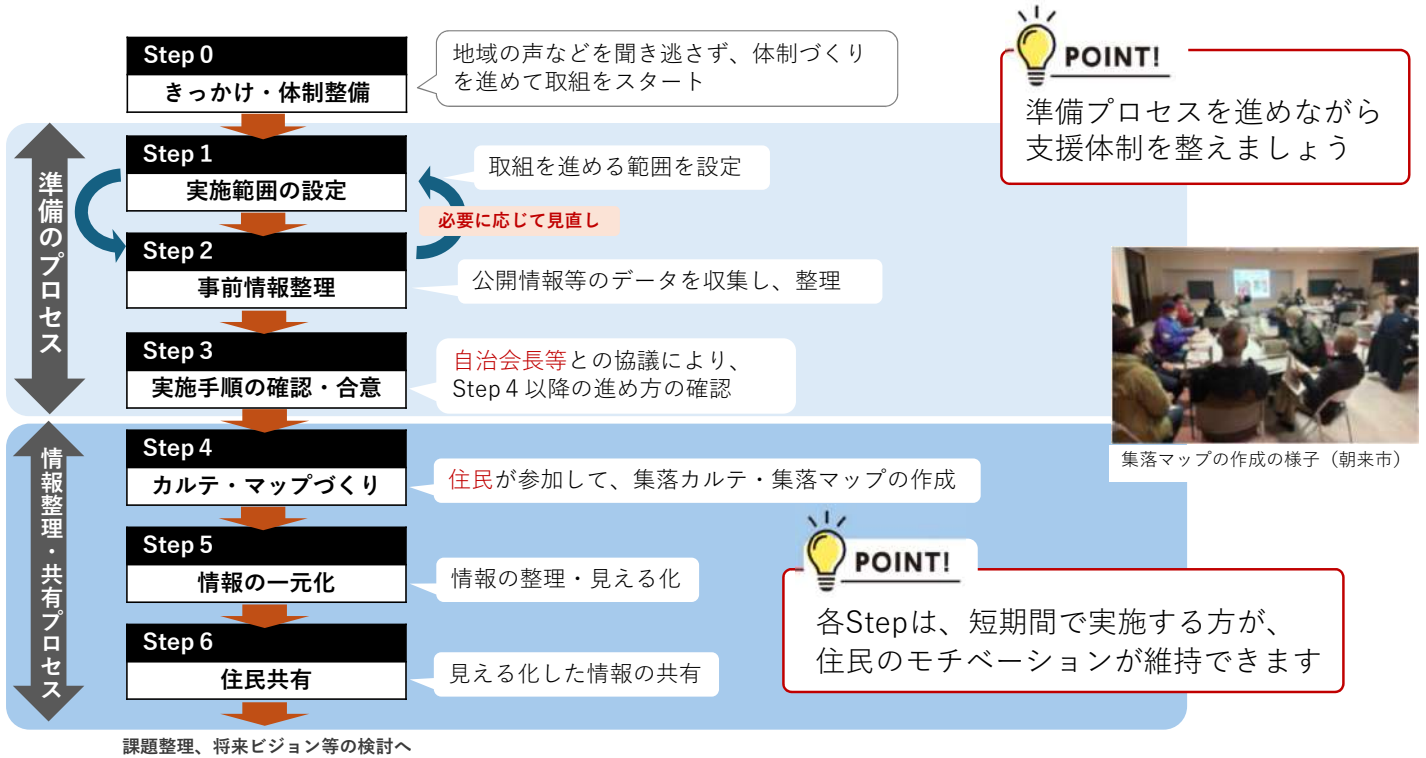 Step 0
きっかけ・体制整備
地域の声などを聞き逃さず、体制づくり
を進めて取組をスタート
POINT!
準備プロセスを進めながら
支援体制を整えましょう
準備のプロセス
Step 1
実施範囲の設定
取組を進める範囲を設定
必要に応じて見直し
Step 2
事前情報整理
公開情報等のデータを収集し、整理
Step 3
実施手順の確認・合意
自治会長等との協議により、
Step 4 以降の進め方の確認
集落マップの作成の様子（朝来市）
情報整理・共有プロセス
Step 4
カルテ・マップづくり
住民が参加して、集落カルテ・集落マップの作成
Step 5
情報の一元化
情報の整理・見える化
POINT!
各Stepは、短期間で実施する方が、
住民のモチベーションが維持できます
Step 6
住民共有
見える化した情報の共有
課題整理、将来ビジョン等の検討へ